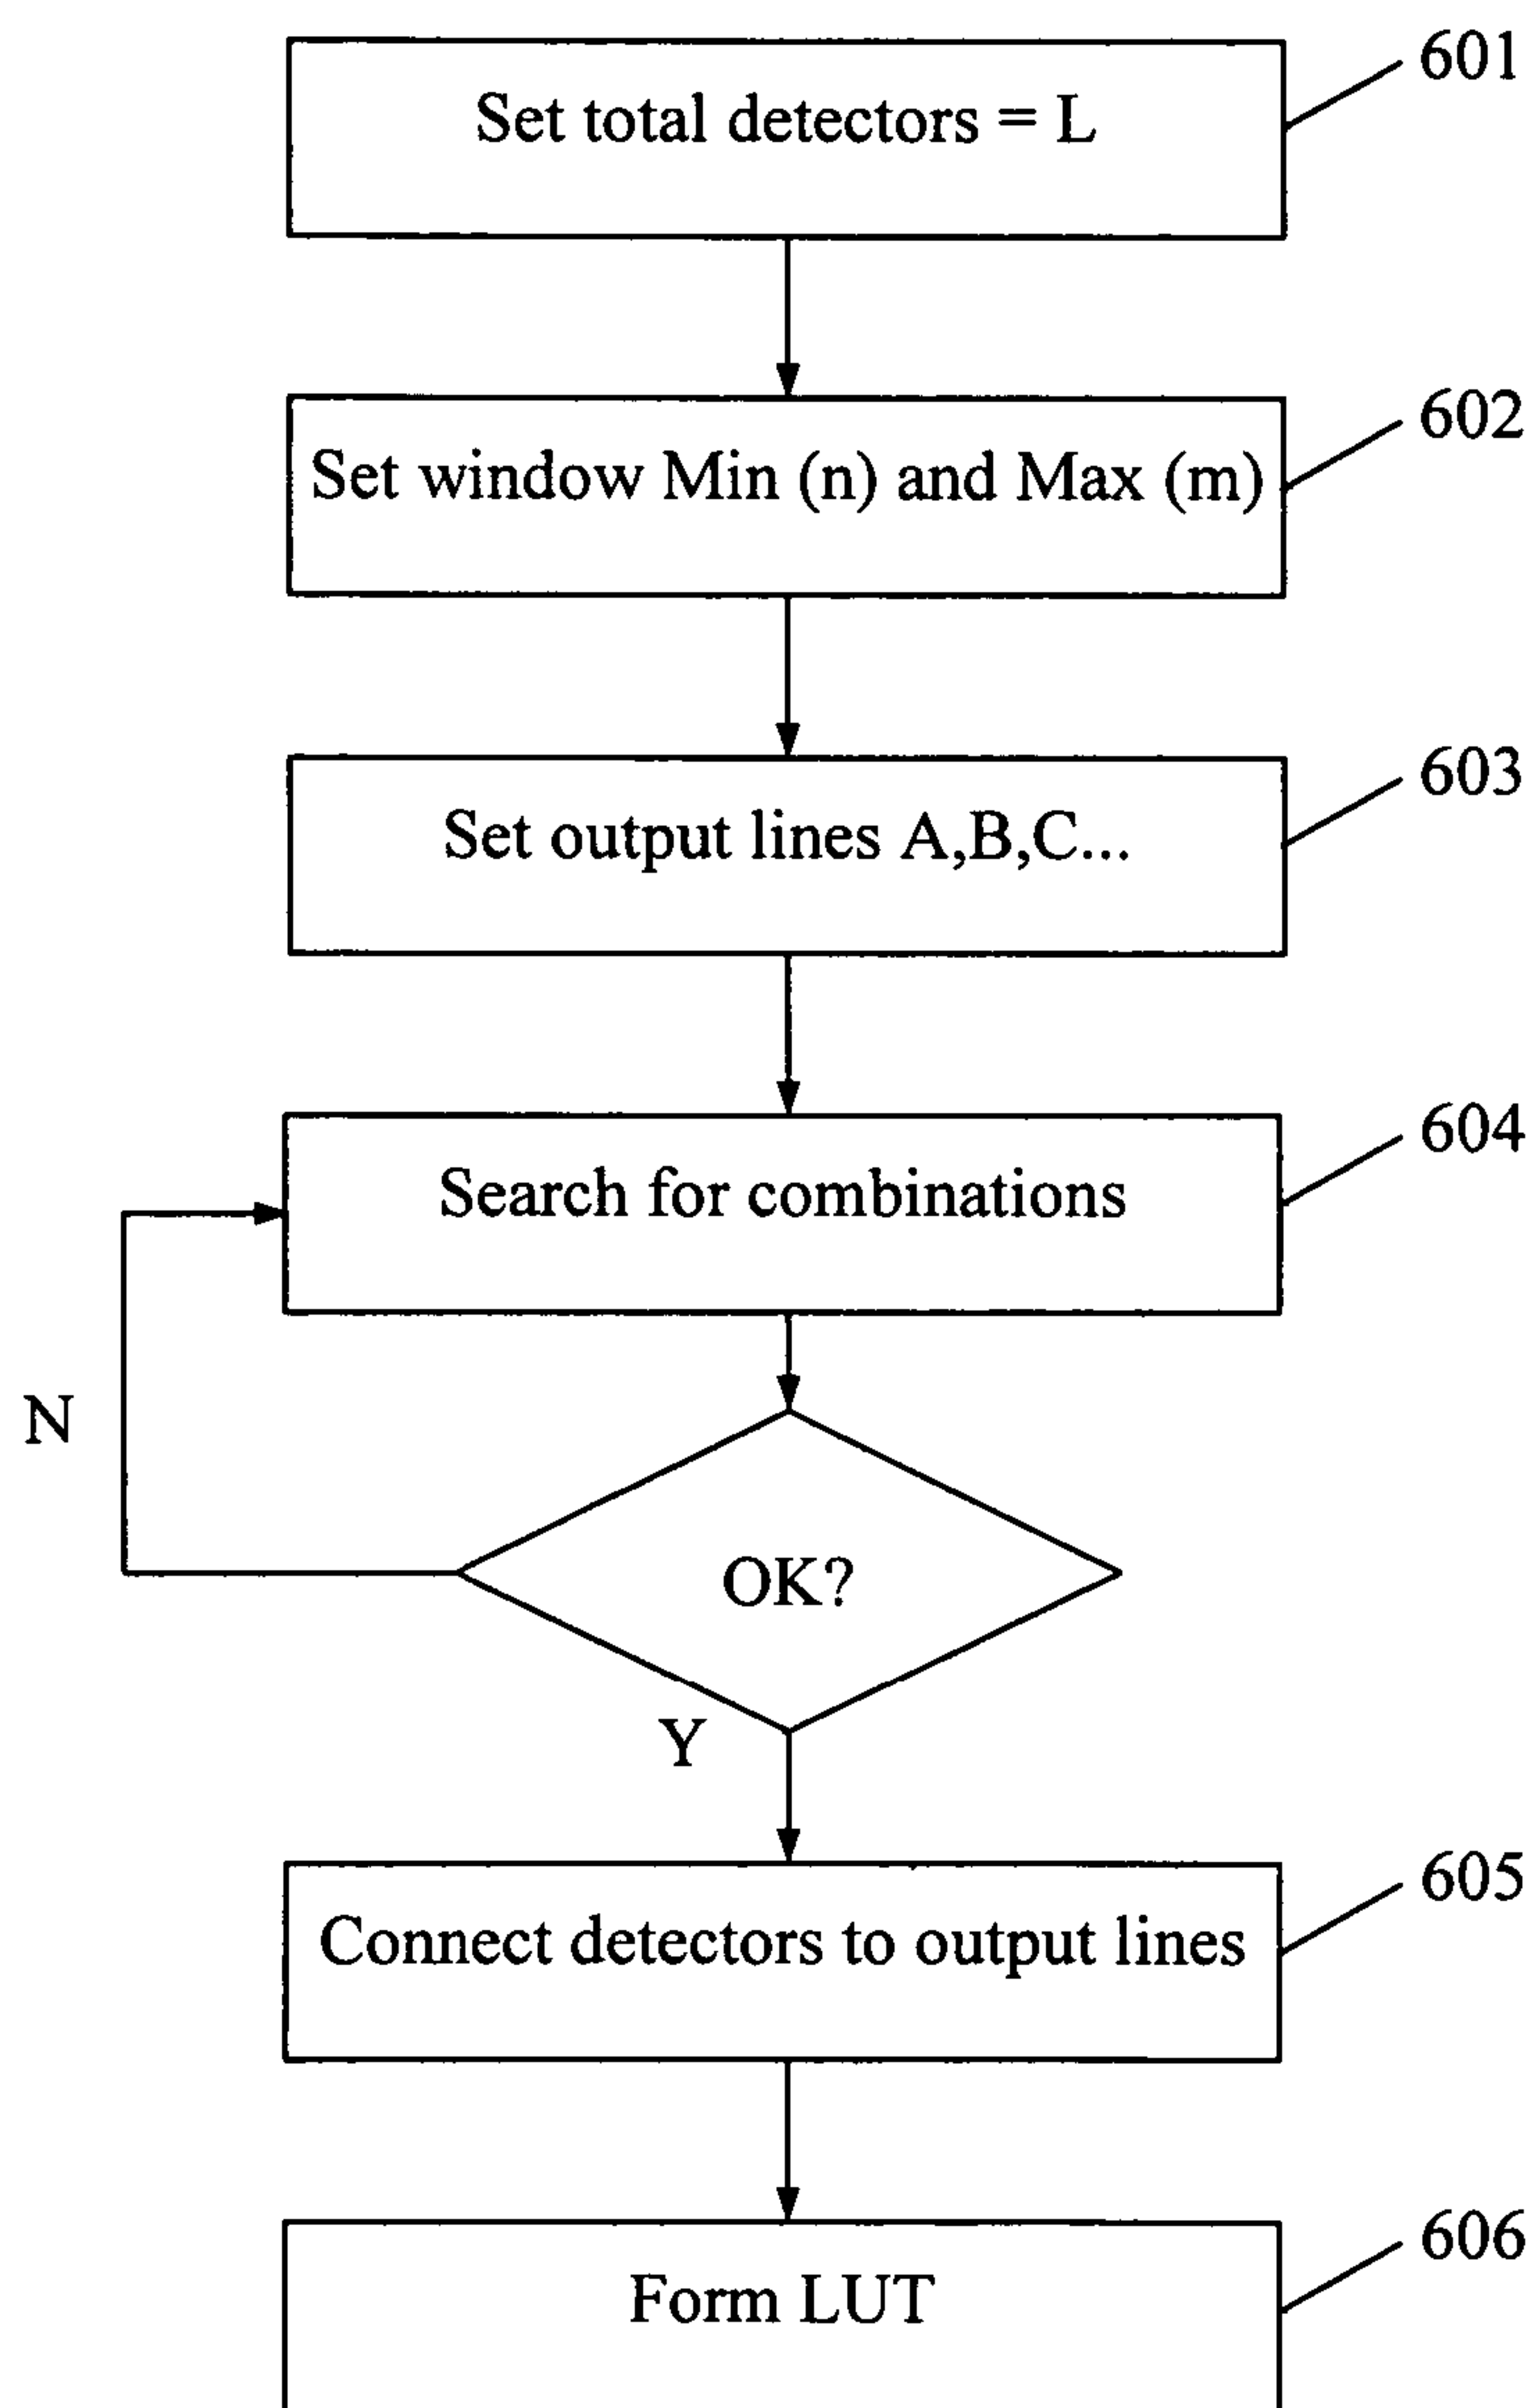 Set total detectors = L
601
Set window Min (n) and Max (m)
602
Set output lines A,B,C...
603
Search for combinations
604
N
OK?
Y
Connect detectors to output lines
605
Form LUT
606